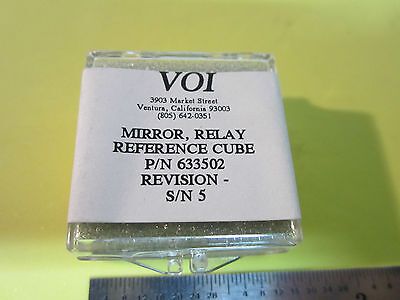 VOI
3903 Market Street
Ventura, California 93003
(805) 642-0351
MIRROR, RELAY
REFERENCE CUBE
P/N 633502
REVISION -
S/N 5